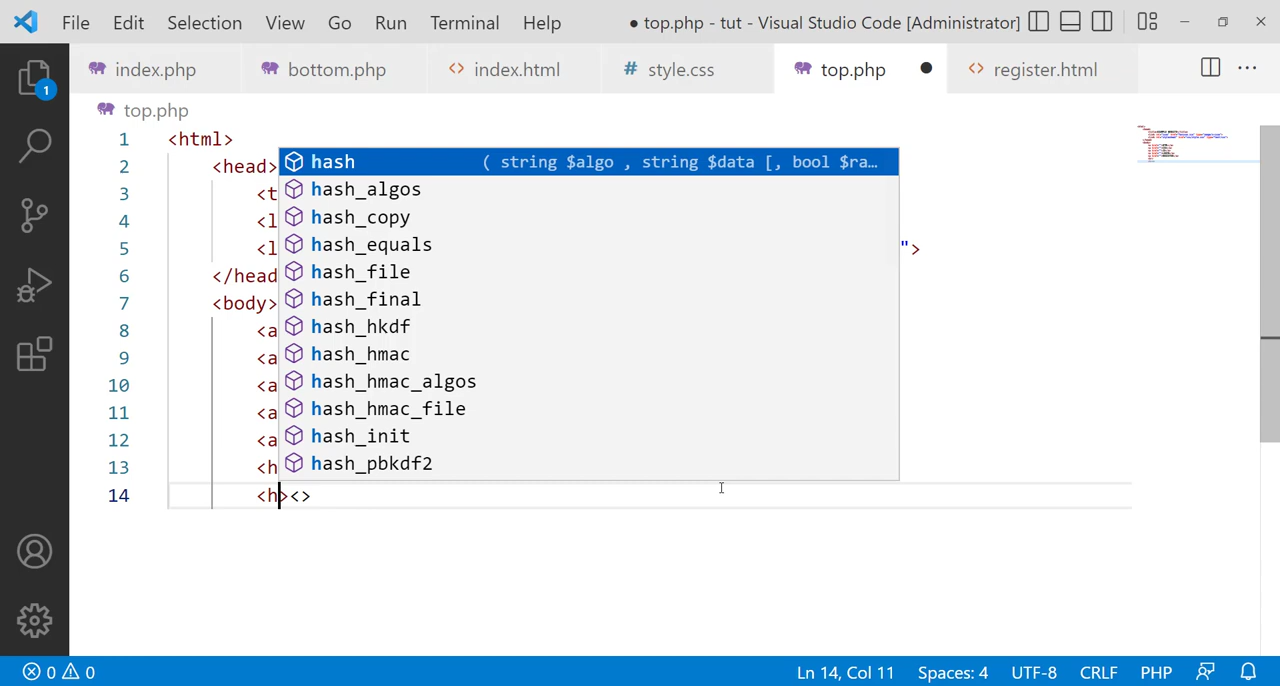 File Edit Selection View Go Run Terminal Help ● top.php - tut - Visual Studio Code [Administrator]
index.php bottom.php <> index.html # style.css top.php ● <> register.html ...
1
top.php
1 <html>
2 <head>
3 <t
4 <l
5 <l ">
6 </head
7 <body>
8 <a
9 <a
10 <a
11 <a
12 <a
13 <h
14 <h><>
hash ( string $algo , string $data [, bool $ra…
hash_algos
hash_copy
hash_equals
hash_file
hash_final
hash_hkdf
hash_hmac
hash_hmac_algos
hash_hmac_file
hash_init
hash_pbkdf2
0 0 Ln 14, Col 11 Spaces: 4 UTF-8 CRLF PHP